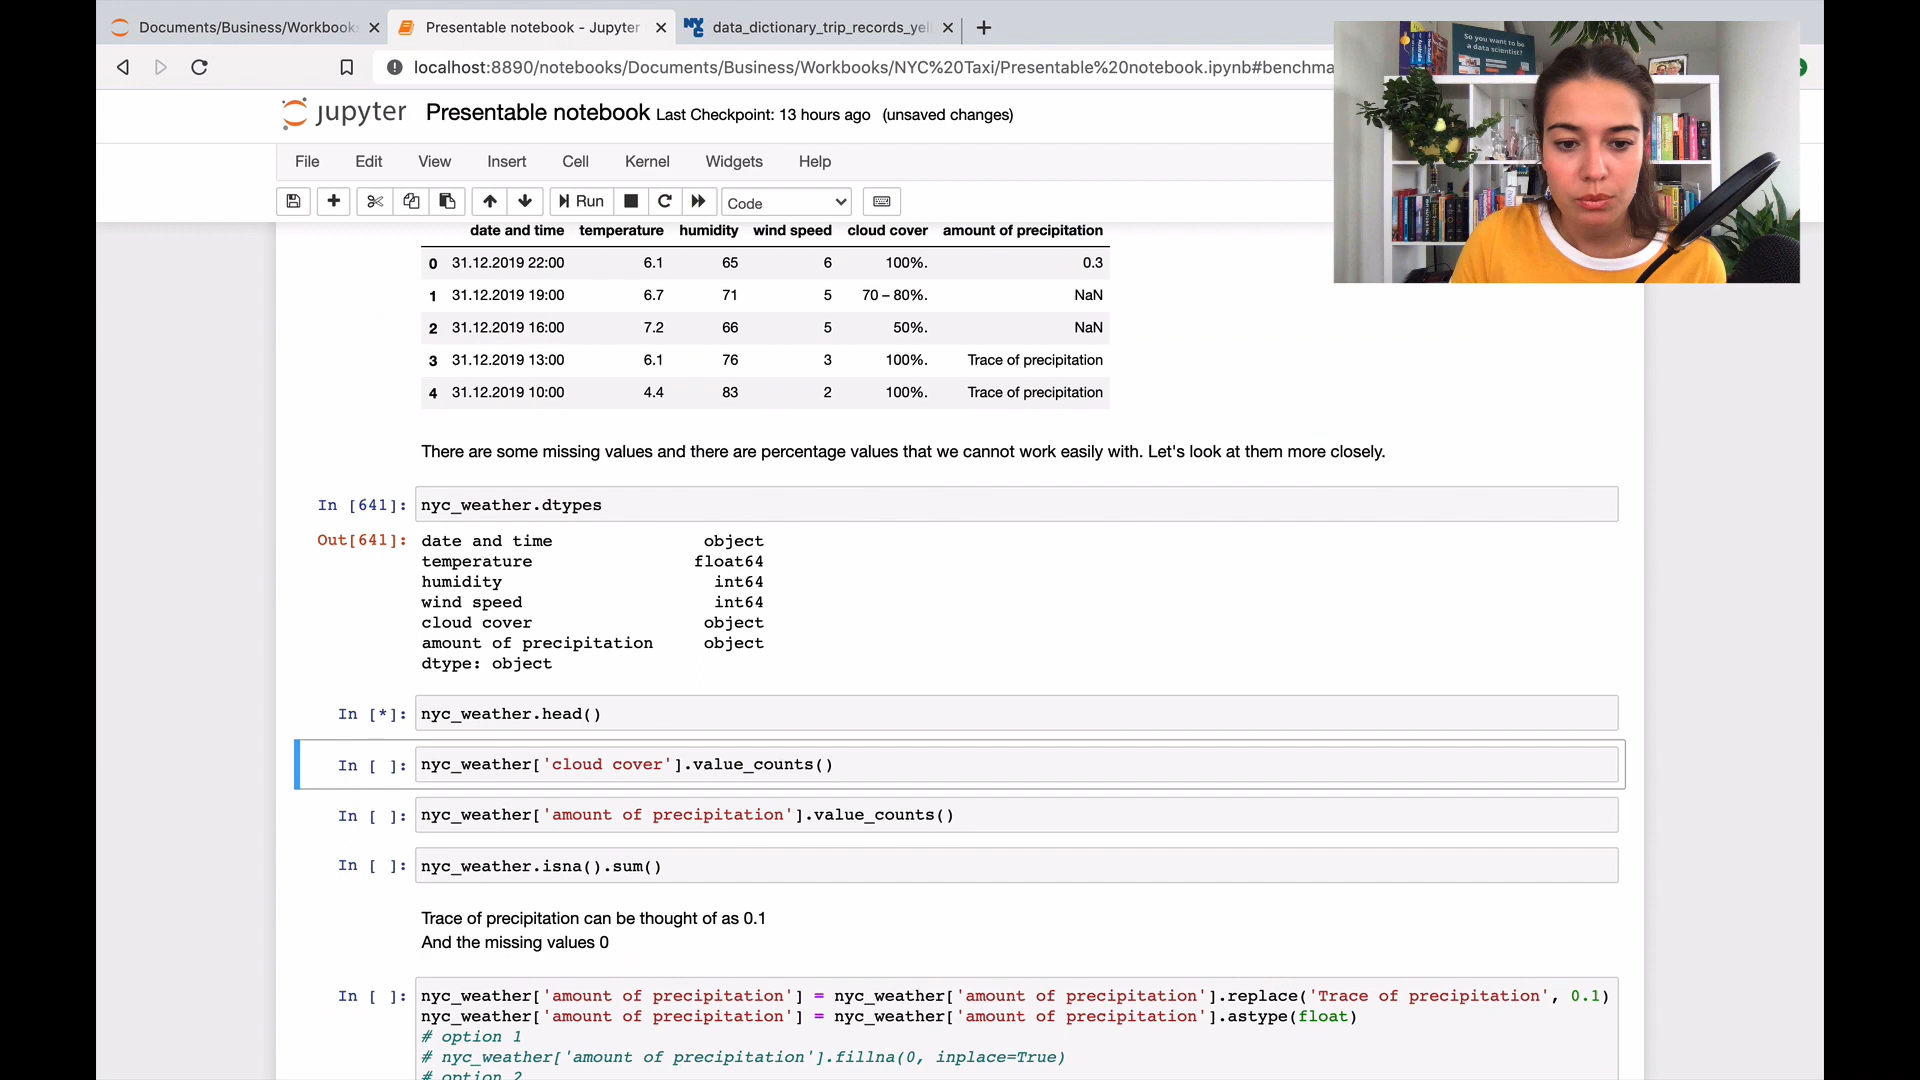 Documents/Business/Workbooks
Presentable notebook - Jupyter
NYC
data_dictionary_trip_records_yel
So you want to be
a data scientist?
localhost:8890/notebooks/Documents/Business/Workbooks/NYC%20Taxi/Presentable%20notebook.ipynb#benchma
jupyter Presentable notebook Last Checkpoint: 13 hours ago (unsaved changes)
File Edit View Insert Cell Kernel Widgets Help
Run Code
date and time temperature humidity wind speed cloud cover amount of precipitation
0 31.12.2019 22:00 6.1 65 6 100%. 0.3
1 31.12.2019 19:00 6.7 71 5 70 – 80%. NaN
2 31.12.2019 16:00 7.2 66 5 50%. NaN
3 31.12.2019 13:00 6.1 76 3 100%. Trace of precipitation
4 31.12.2019 10:00 4.4 83 2 100%. Trace of precipitation
There are some missing values and there are percentage values that we cannot work easily with. Let's look at them more closely.
In [641]: nyc_weather.dtypes
Out[641]: date and time object
temperature float64
humidity int64
wind speed int64
cloud cover object
amount of precipitation object
dtype: object
In [*]: nyc_weather.head()
In [ ]: nyc_weather['cloud cover'].value_counts()
In [ ]: nyc_weather['amount of precipitation'].value_counts()
In [ ]: nyc_weather.isna().sum()
Trace of precipitation can be thought of as 0.1
And the missing values 0
In [ ]: nyc_weather['amount of precipitation'] = nyc_weather['amount of precipitation'].replace('Trace of precipitation', 0.1)
nyc_weather['amount of precipitation'] = nyc_weather['amount of precipitation'].astype(float)
# option 1
# nyc_weather['amount of precipitation'].fillna(0, inplace=True)
# option 2